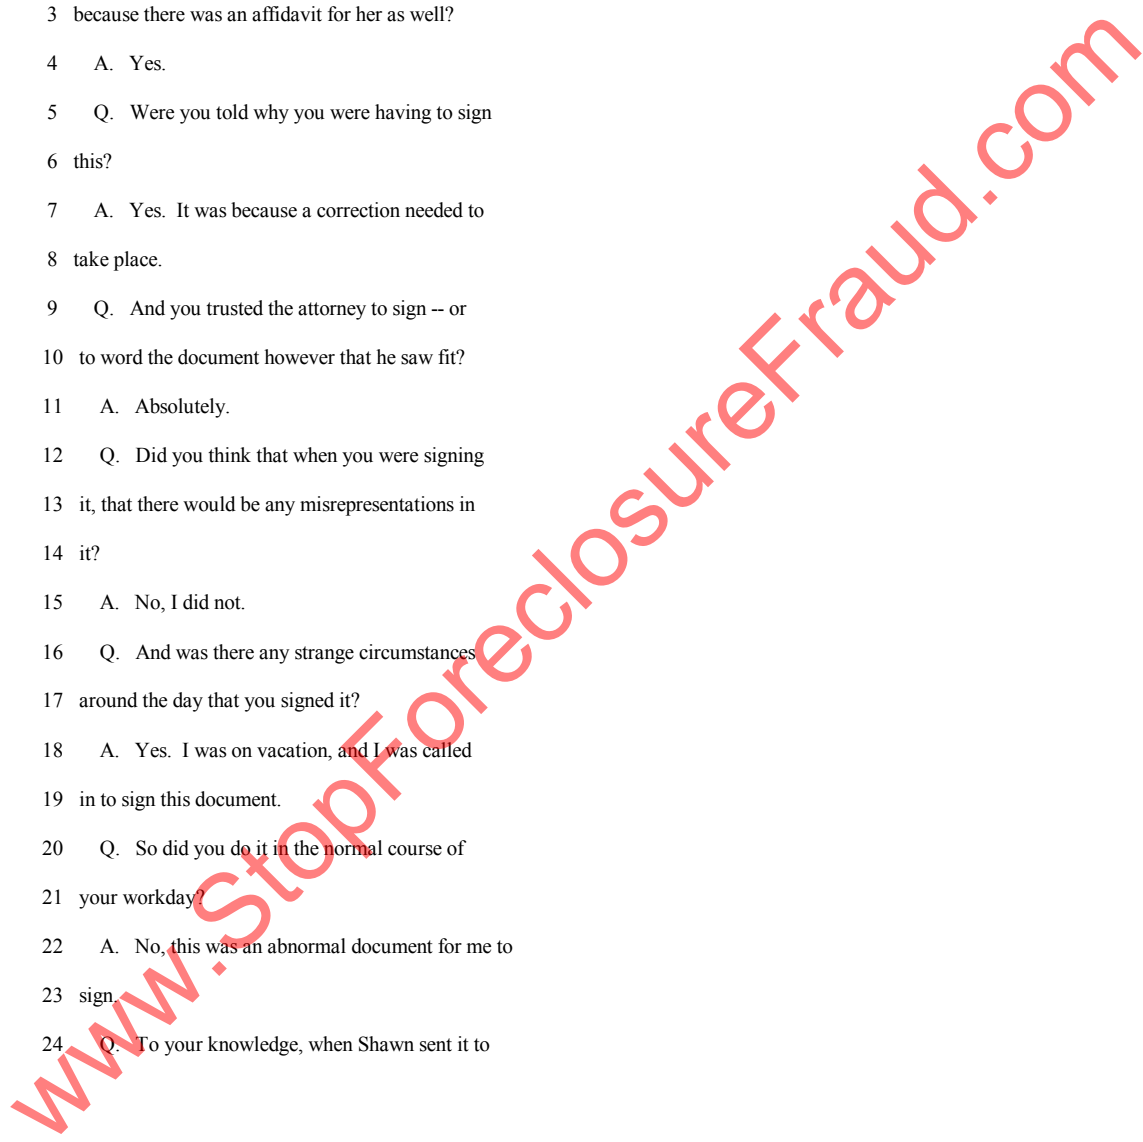 3 because there was an affidavit for her as well?
4 A. Yes.
5 Q. Were you told why you were having to sign
6 this?
7 A. Yes. It was because a correction needed to
8 take place.
9 Q. And you trusted the attorney to sign -- or
10 to word the document however that he saw fit?
11 A. Absolutely.
12 Q. Did you think that when you were signing
13 it, that there would be any misrepresentations in
14 it?
15 A. No, I did not.
16 Q. And was there any strange circumstances
17 around the day that you signed it?
18 A. Yes. I was on vacation, and I was called
19 in to sign this document.
20 Q. So did you do it in the normal course of
21 your workday?
22 A. No, this was an abnormal document for me to
23 sign.
24 Q. To your knowledge, when Shawn sent it to
www.StopForeclosureFraud.com